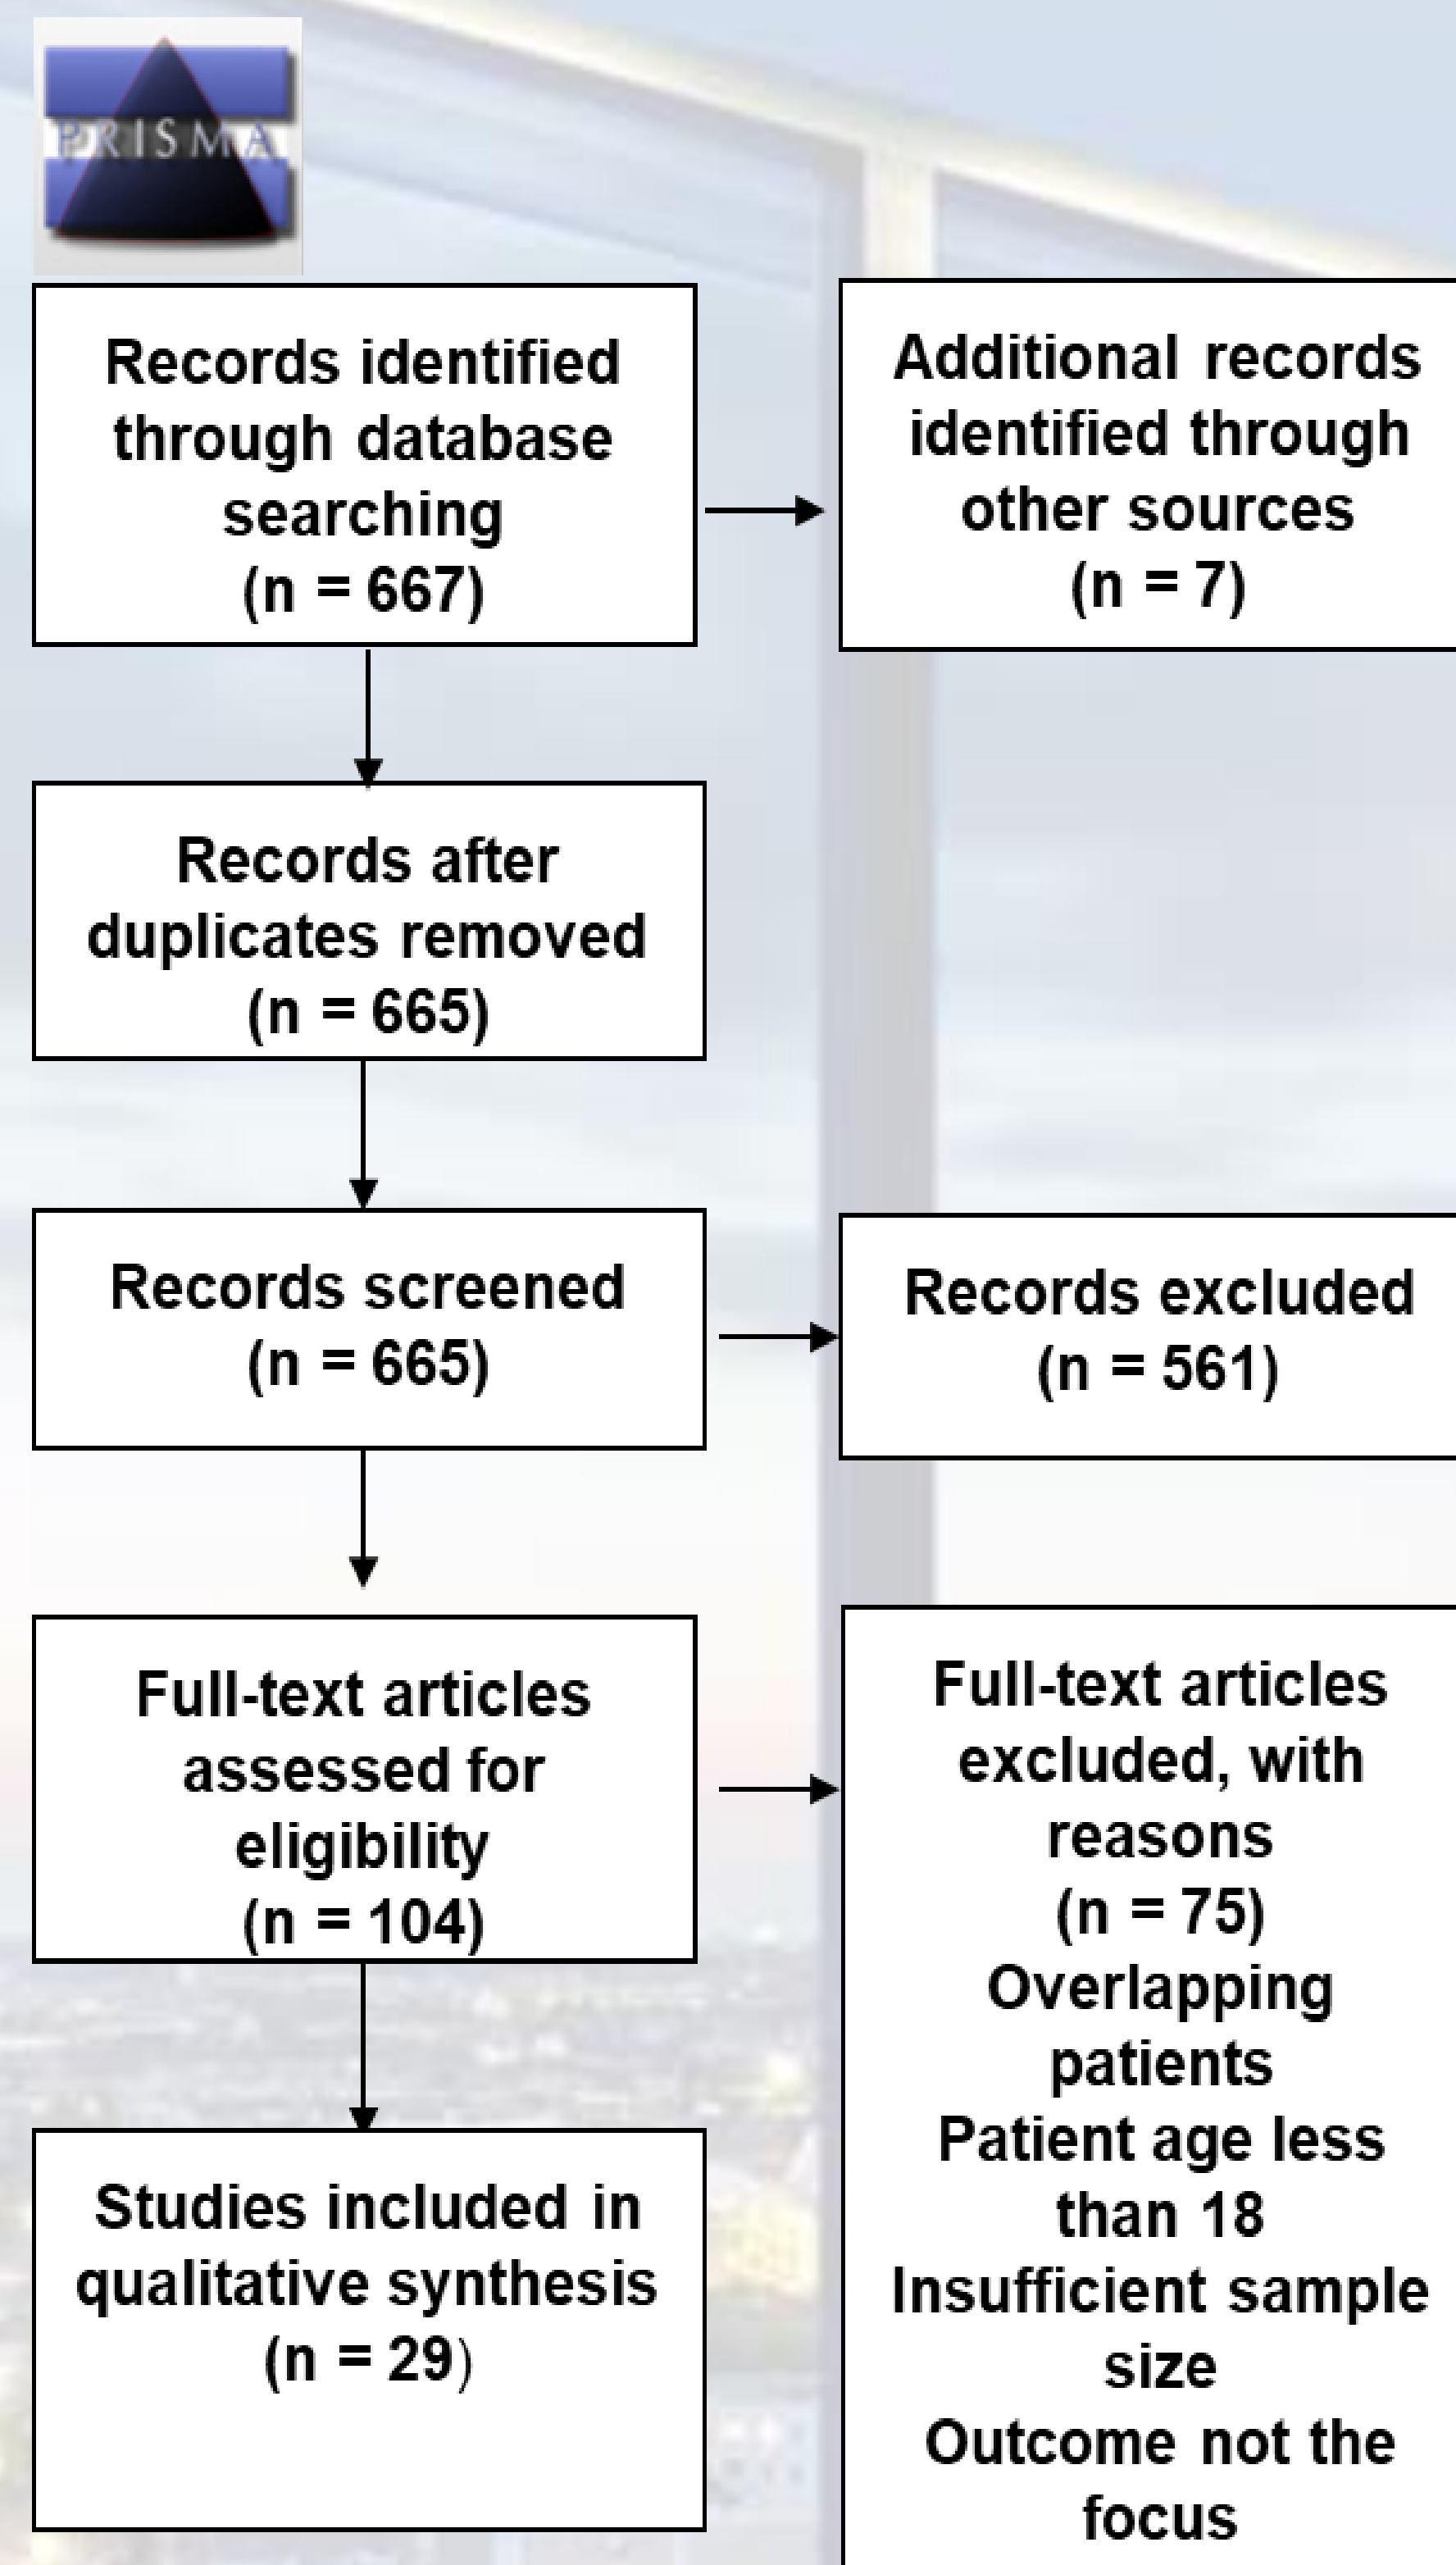 PRISMA
Records identified
through database
searching
(n = 667)
Additional records
identified through
other sources
(n = 7)
Records after
duplicates removed
(n = 665)
Records screened
(n = 665)
Records excluded
(n = 561)
Full-text articles
assessed for
eligibility
(n = 104)
Full-text articles
excluded, with
reasons
(n = 75)
Overlapping
patients
Patient age less
than 18
Insufficient sample
size
Outcome not the
focus
Studies included in
qualitative synthesis
(n = 29)